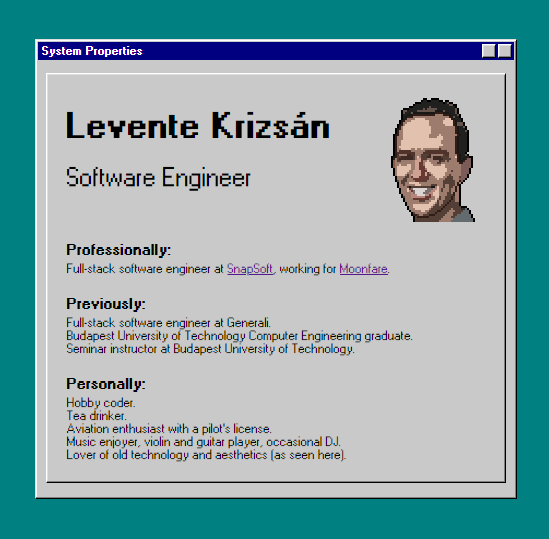 System Properties
Levente Krizsán
Software Engineer
Professionally:
Full-stack software engineer at SnapSoft, working for Moonfare.
Previously:
Full-stack software engineer at Generali.
Budapest University of Technology Computer Engineering graduate.
Seminar instructor at Budapest University of Technology.
Personally:
Hobby coder.
Tea drinker.
Aviation enthusiast with a pilot's license.
Music enjoyer, violin and guitar player, occasional DJ.
Lover of old technology and aesthetics (as seen here).